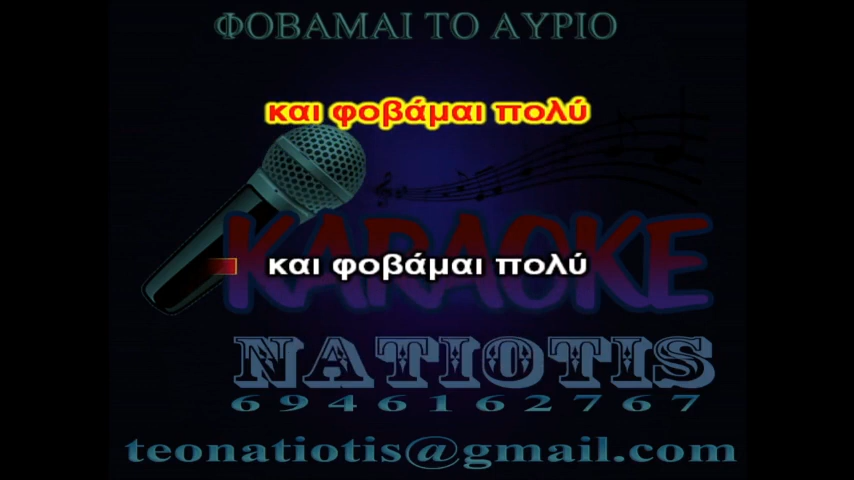 ΦΟΒΑΜΑΙ ΤΟ ΑΥΡΙΟ
και φοβάμαι πολύ
KARAOKE
και φοβάμαι πολύ
NATIOTIS
6946162767
teonatiotis@gmail.com